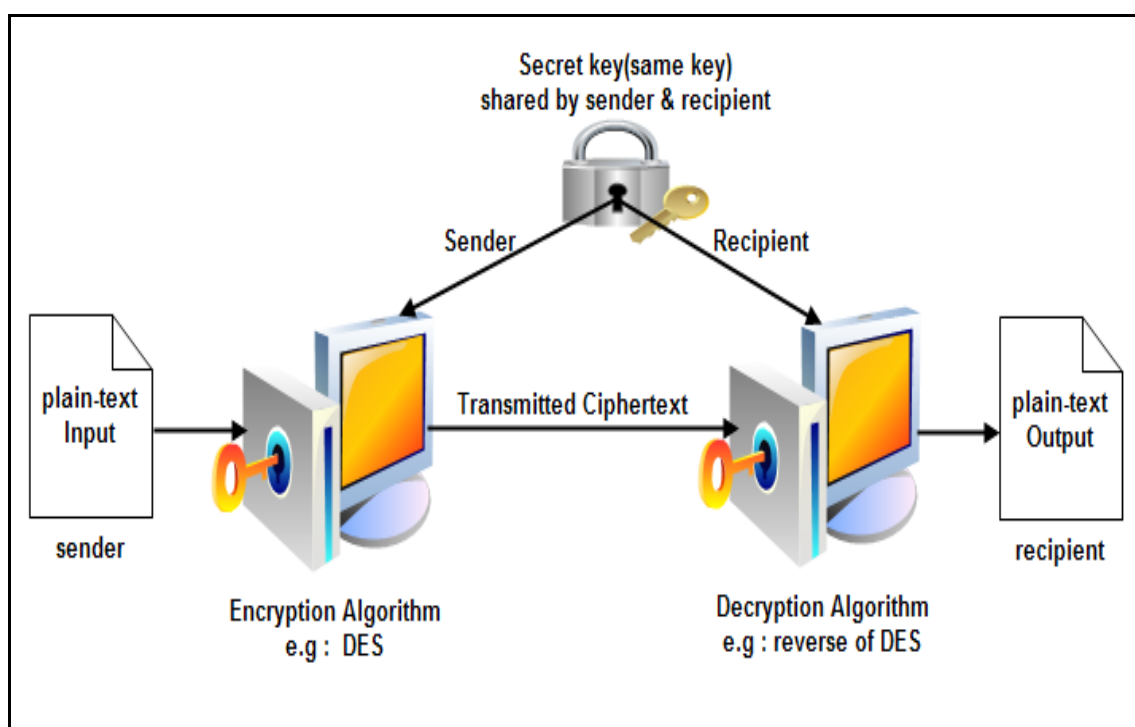 Secret key(same key)
shared by sender & recipient
Sender
Recipient
plain-text
Input
Transmitted Ciphertext
plain-text
Output
sender
recipient
Encryption Algorithm
e.g : DES
Decryption Algorithm
e.g : reverse of DES